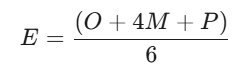 E = (O + 4M + P) / 6